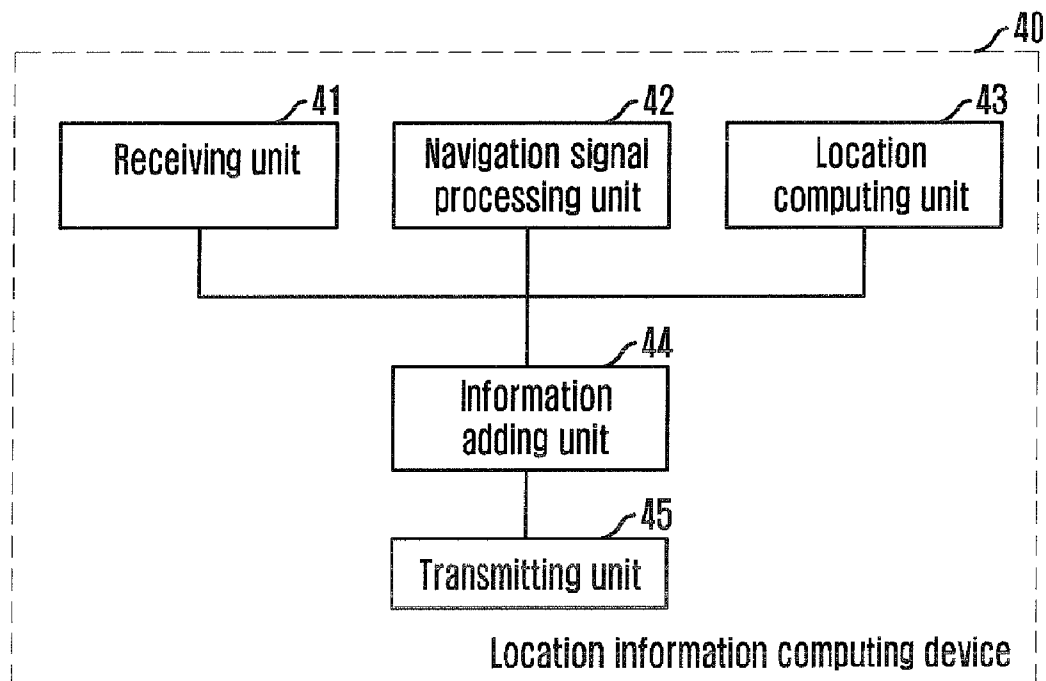 40
41
42
43
Receiving unit
Navigation signal
processing unit
Location
computing unit
44
Information
adding unit
45
Transmitting unit
Location information computing device